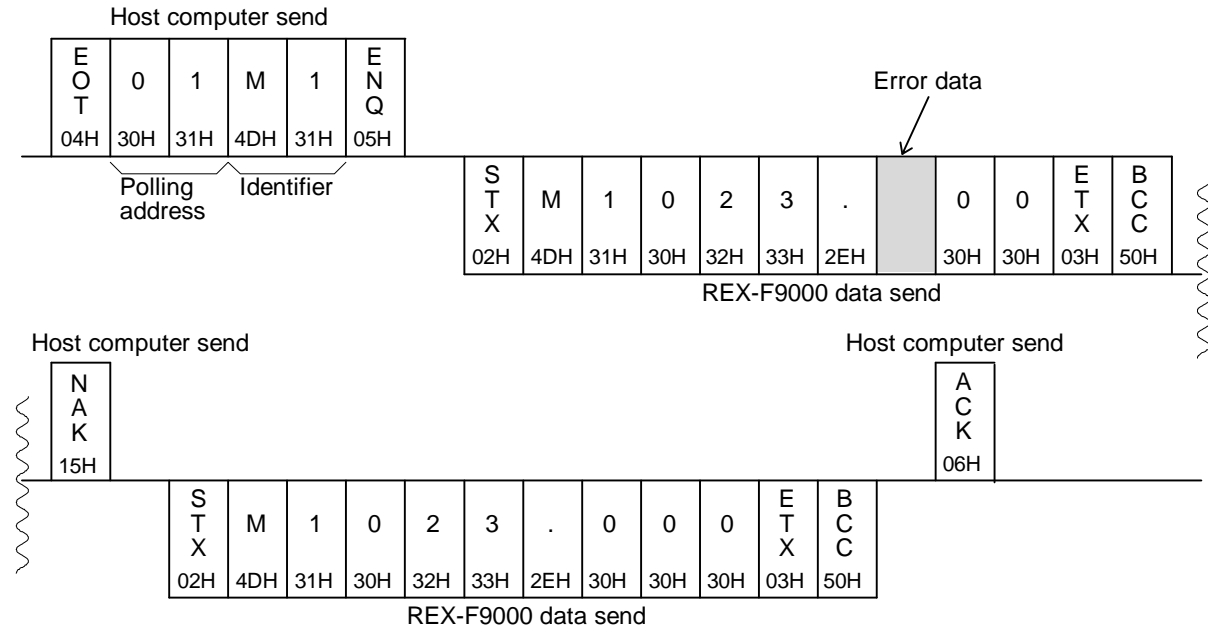 Host computer send
E O T 0 1 M 1 E N Q
04H 30H 31H 4DH 31H 05H
Polling address Identifier
Error data
S T X M 1 0 2 3 . 0 0 E T X B C C
02H 4DH 31H 30H 32H 33H 2EH 30H 30H 03H 50H
REX-F9000 data send
Host computer send
N A K
15H
Host computer send
A C K
06H
S T X M 1 0 2 3 . 0 0 0 E T X B C C
02H 4DH 31H 30H 32H 33H 2EH 30H 30H 30H 03H 50H
REX-F9000 data send